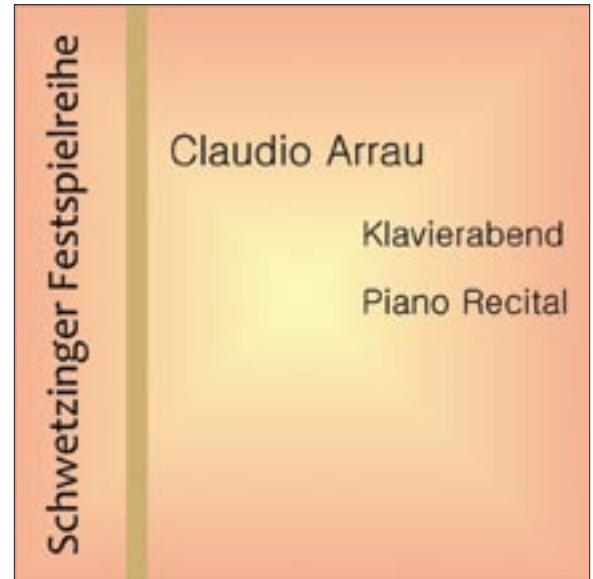 Schwetzinger Festspielreihe
Claudio Arrau
Klavierabend
Piano Recital